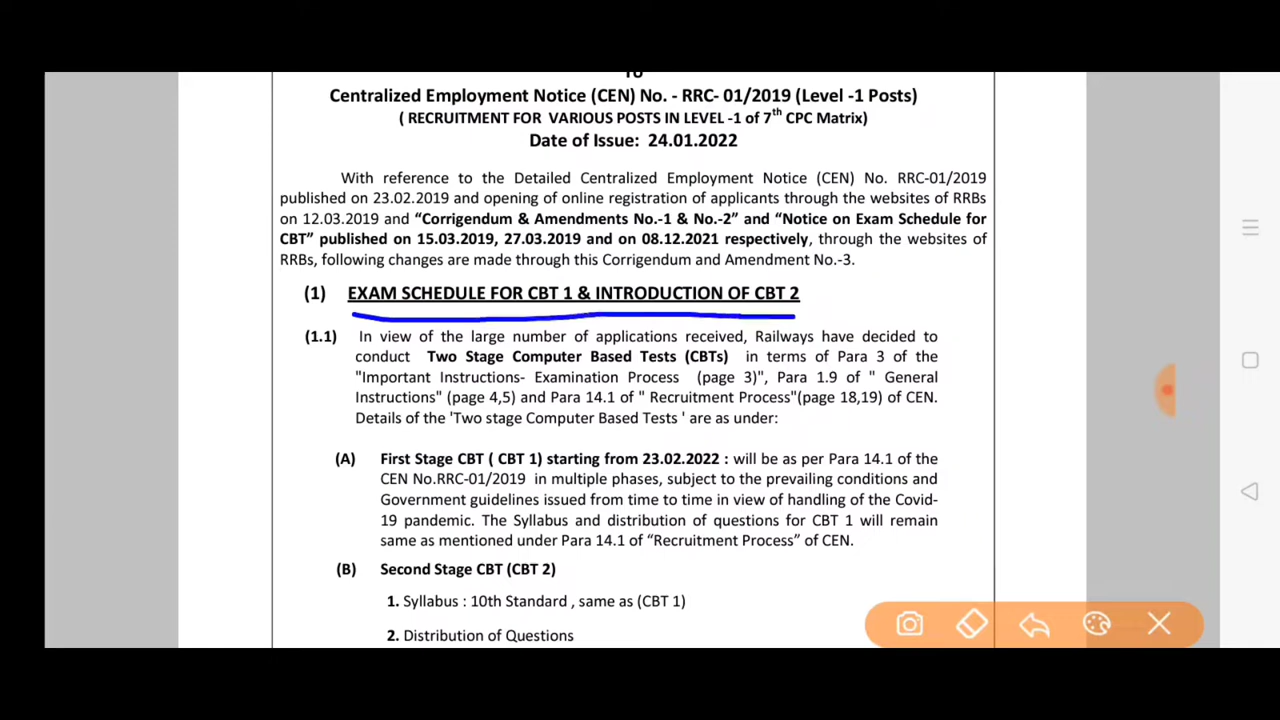 TO
Centralized Employment Notice (CEN) No. - RRC- 01/2019 (Level -1 Posts)
( RECRUITMENT FOR VARIOUS POSTS IN LEVEL -1 of 7th CPC Matrix)
Date of Issue: 24.01.2022
With reference to the Detailed Centralized Employment Notice (CEN) No. RRC-01/2019
published on 23.02.2019 and opening of online registration of applicants through the websites of RRBs
on 12.03.2019 and “Corrigendum & Amendments No.-1 & No.-2” and “Notice on Exam Schedule for
CBT” published on 15.03.2019, 27.03.2019 and on 08.12.2021 respectively, through the websites of
RRBs, following changes are made through this Corrigendum and Amendment No.-3.
(1) EXAM SCHEDULE FOR CBT 1 & INTRODUCTION OF CBT 2
(1.1) In view of the large number of applications received, Railways have decided to
conduct Two Stage Computer Based Tests (CBTs) in terms of Para 3 of the
"Important Instructions- Examination Process (page 3)", Para 1.9 of " General
Instructions" (page 4,5) and Para 14.1 of " Recruitment Process"(page 18,19) of CEN.
Details of the 'Two stage Computer Based Tests ' are as under:
(A) First Stage CBT ( CBT 1) starting from 23.02.2022 : will be as per Para 14.1 of the
CEN No.RRC-01/2019 in multiple phases, subject to the prevailing conditions and
Government guidelines issued from time to time in view of handling of the Covid-
19 pandemic. The Syllabus and distribution of questions for CBT 1 will remain
same as mentioned under Para 14.1 of “Recruitment Process” of CEN.
(B) Second Stage CBT (CBT 2)
1. Syllabus : 10th Standard , same as (CBT 1)
2. Distribution of Questions